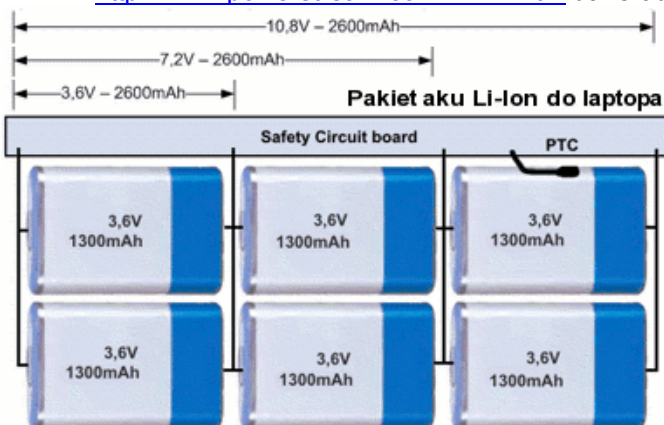 10,8V – 2600mAh
7,2V – 2600mAh
3,6V – 2600mAh
Pakiet aku Li-Ion do laptopa
Safety Circuit board
PTC
3,6V
1300mAh
3,6V
1300mAh
3,6V
1300mAh
3,6V
1300mAh
3,6V
1300mAh
3,6V
1300mAh